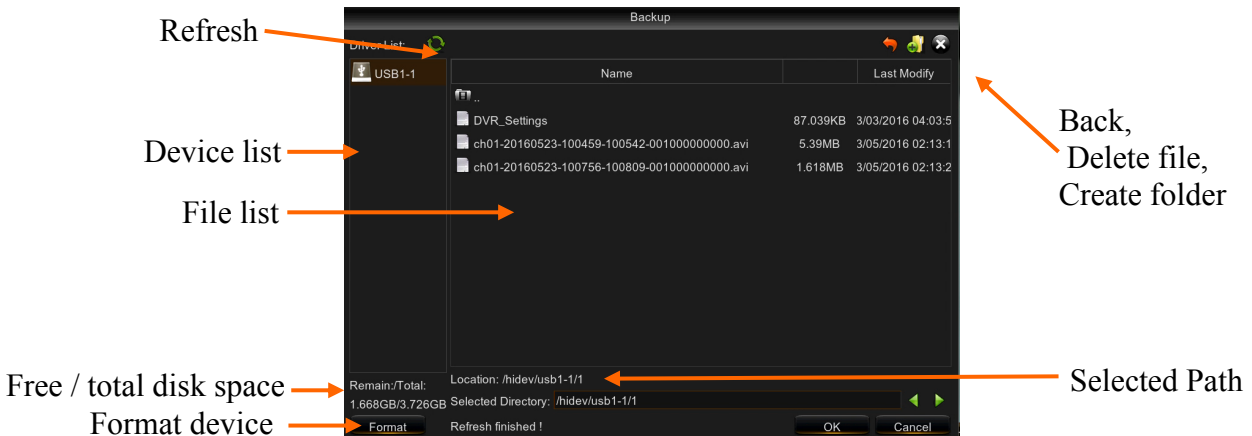 Backup
Refresh
Driver List:
USB1-1
Name
Last Modify
..
DVR_Settings 87.039KB 3/03/2016 04:03:5
ch01-20160523-100459-100542-001000000000.avi 5.39MB 3/05/2016 02:13:1
ch01-20160523-100756-100809-001000000000.avi 1.618MB 3/05/2016 02:13:2
Device list
File list
Back,
Delete file,
Create folder
Free / total disk space
Remain:/Total:
1.668GB/3.726GB
Location: /hidev/usb1-1/1
Selected Path
Selected Directory: /hidev/usb1-1/1
Format device
Format
Refresh finished !
OK
Cancel